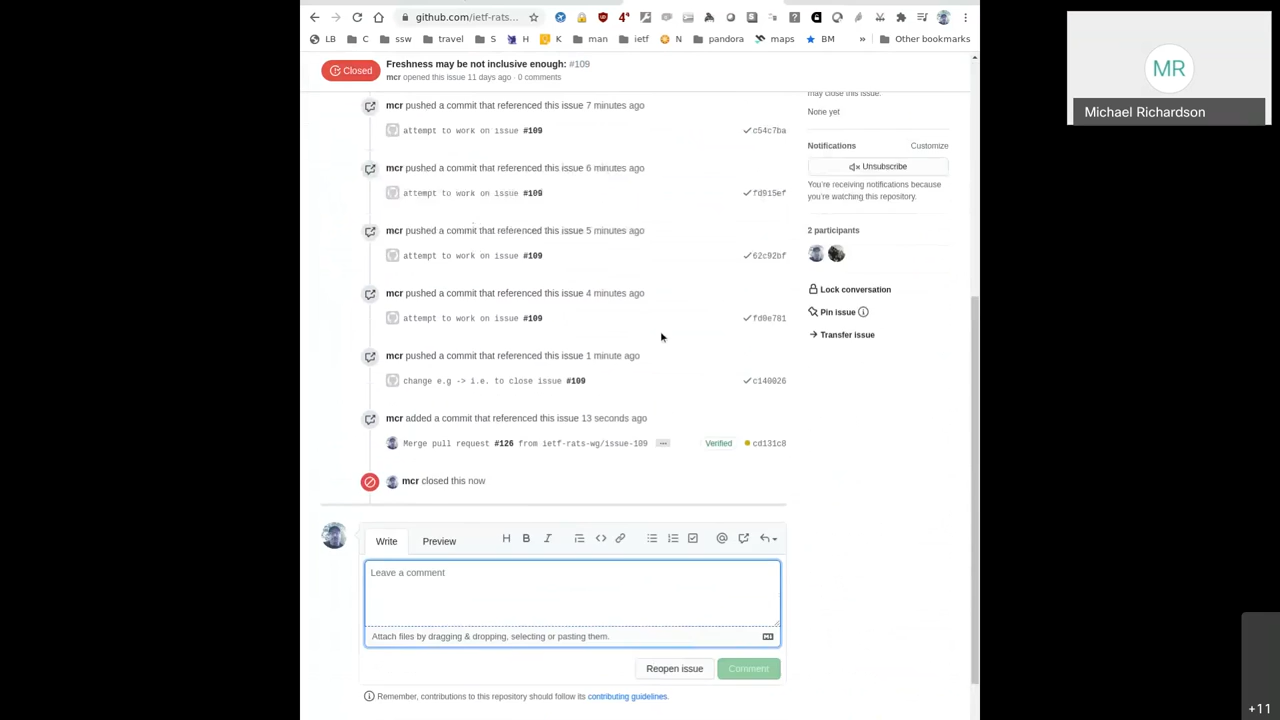 github.com/ietf-rats...
4°
LB C ssw travel S H K man ietf N pandora maps BM » Other bookmarks
Closed
Freshness may be not inclusive enough: #109
mcr opened this issue 11 days ago · 0 comments
mcr pushed a commit that referenced this issue 7 minutes ago
attempt to work on issue #109 c54c7ba
mcr pushed a commit that referenced this issue 6 minutes ago
attempt to work on issue #109 fd915ef
mcr pushed a commit that referenced this issue 5 minutes ago
attempt to work on issue #109 62c92bf
mcr pushed a commit that referenced this issue 4 minutes ago
attempt to work on issue #109 fd0e781
mcr pushed a commit that referenced this issue 1 minute ago
change e.g -> i.e. to close issue #109 c140026
mcr added a commit that referenced this issue 13 seconds ago
Merge pull request #126 from ietf-rats-wg/issue-109 ... Verified cd131c8
mcr closed this now
Write Preview H B I
Leave a comment
Attach files by dragging & dropping, selecting or pasting them.
Reopen issue Comment
Remember, contributions to this repository should follow its contributing guidelines.
may close this issue.
None yet
Notifications Customize
Unsubscribe
You're receiving notifications because
you're watching this repository.
2 participants
Lock conversation
Pin issue
Transfer issue
MR
Michael Richardson
+11